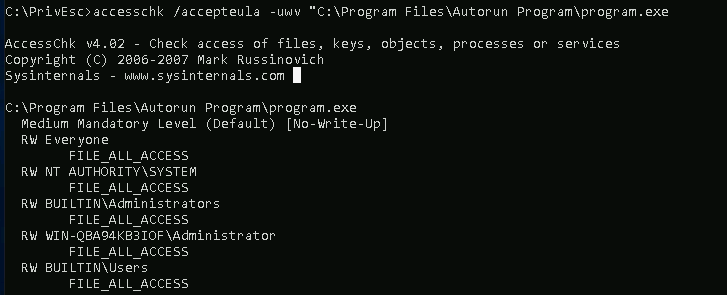 C:\PrivEsc>accesschk /accepteula -uwv "C:\Program Files\Autorun Program\program.exe
AccessChk v4.02 - Check access of files, keys, objects, processes or services
Copyright (C) 2006-2007 Mark Russinovich
Sysinternals - www.sysinternals.com
C:\Program Files\Autorun Program\program.exe
Medium Mandatory Level (Default) [No-Write-Up]
RW Everyone
FILE_ALL_ACCESS
RW NT AUTHORITY\SYSTEM
FILE_ALL_ACCESS
RW BUILTIN\Administrators
FILE_ALL_ACCESS
RW WIN-QBA94KB3IOF\Administrator
FILE_ALL_ACCESS
RW BUILTIN\Users
FILE_ALL_ACCESS